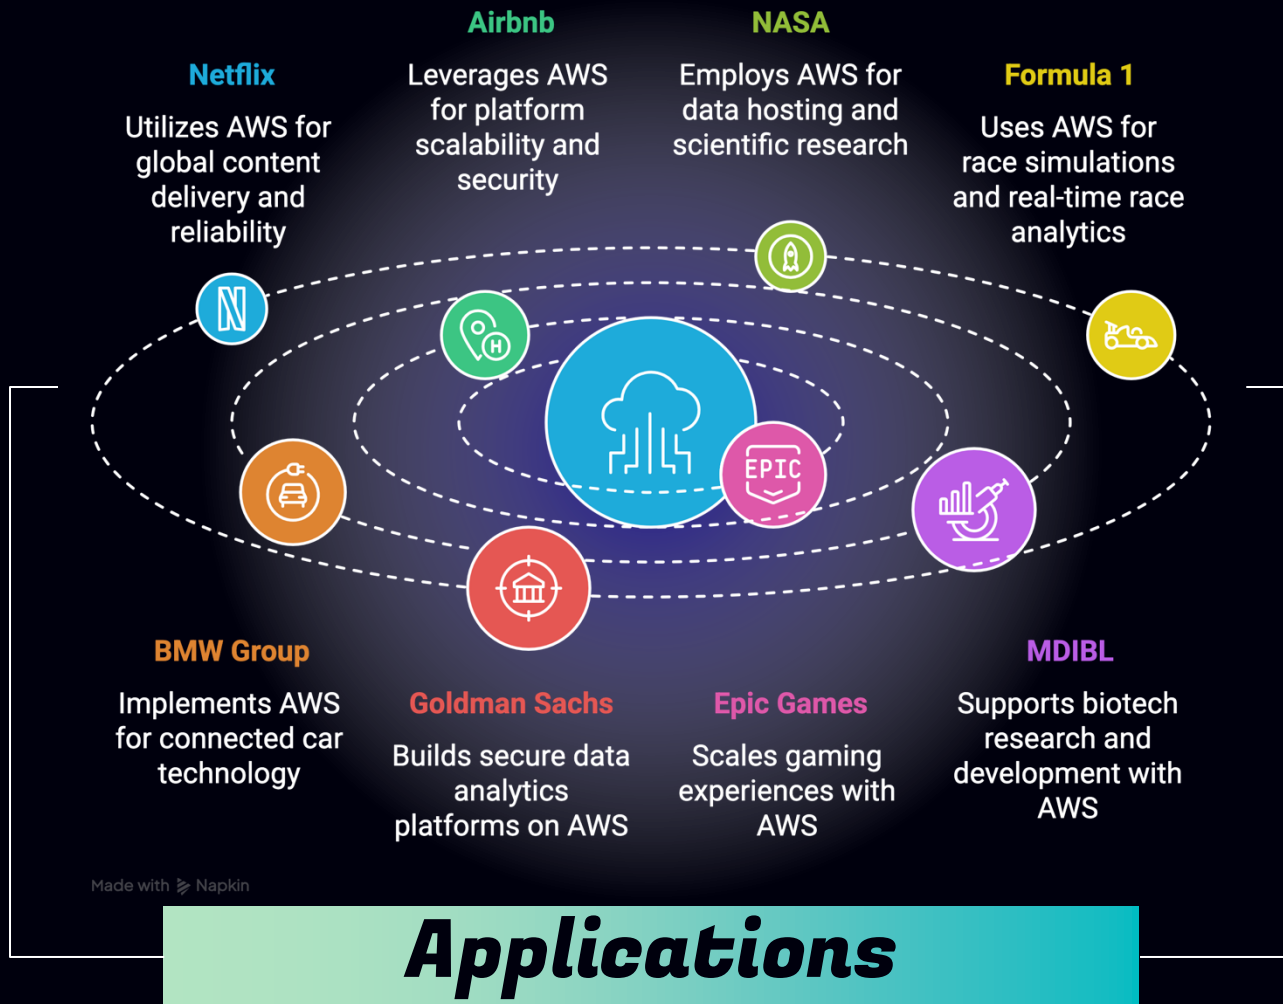 Airbnb
NASA
Netflix
Leverages AWS
for platform
scalability and
security
Employs AWS for
data hosting and
scientific research
Formula 1
Utilizes AWS for
global content
delivery and
reliability
Uses AWS for
race simulations
and real-time race
analytics
N
H
EPIC
BMW Group
Implements AWS
for connected car
technology
Goldman Sachs
Builds secure data
analytics
platforms on AWS
Epic Games
Scales gaming
experiences with
AWS
MDIBL
Supports biotech
research and
development with
AWS
Made with Napkin
Applications